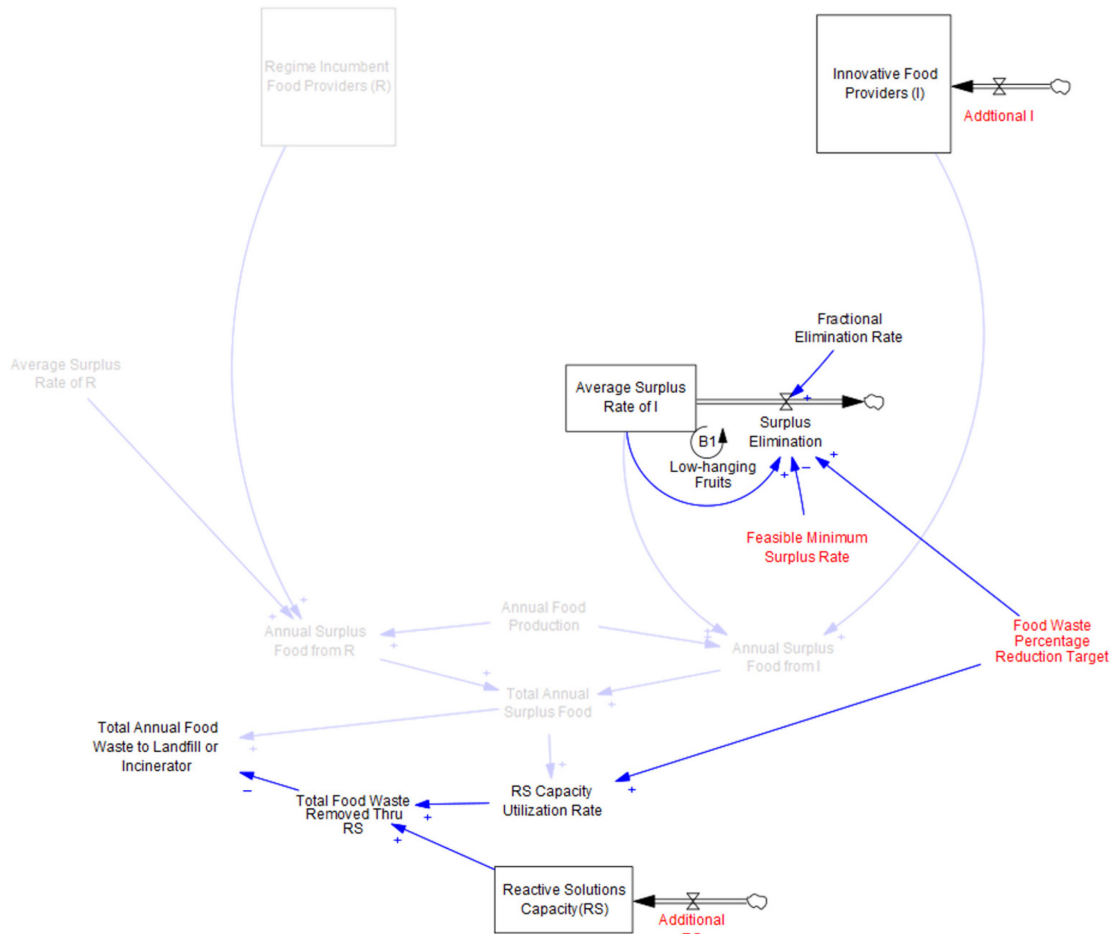 Regime Incumbent
Food Providers (R)
Innovative Food
Providers (I)
Addtional I
Fractional
Elimination Rate
Average Surplus
Rate of R
Average Surplus
Rate of I
+
Surplus
Elimination
B1
Low-hanging
Fruits
+
–
+
Feasible Minimum
Surplus Rate
Annual Food
Production
+
+
Annual Surplus
Food from R
+
+
–
+
Annual Surplus
Food from I
Food Waste
Percentage
Reduction Target
+
+
Total Annual
Surplus Food
Total Annual Food
Waste to Landfill or
Incinerator
+
+
–
Total Food Waste
Removed Thru
RS
+
+
RS Capacity
Utilization Rate
+
Reactive Solutions
Capacity(RS)
Additional